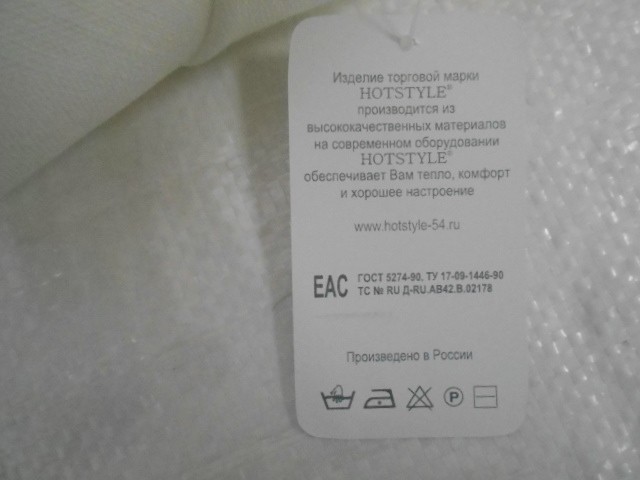 Изделие торговой марки
HOTSTYLE®
производится из
высококачественных материалов
на современном оборудовании
HOTSTYLE®
обеспечивает Вам тепло, комфорт
и хорошее настроение
www.hotstyle-54.ru
EAC ГОСТ 5274-90, ТУ 17-09-1446-90
ТС № RU Д-RU.АВ42.В.02178
Произведено в России
P